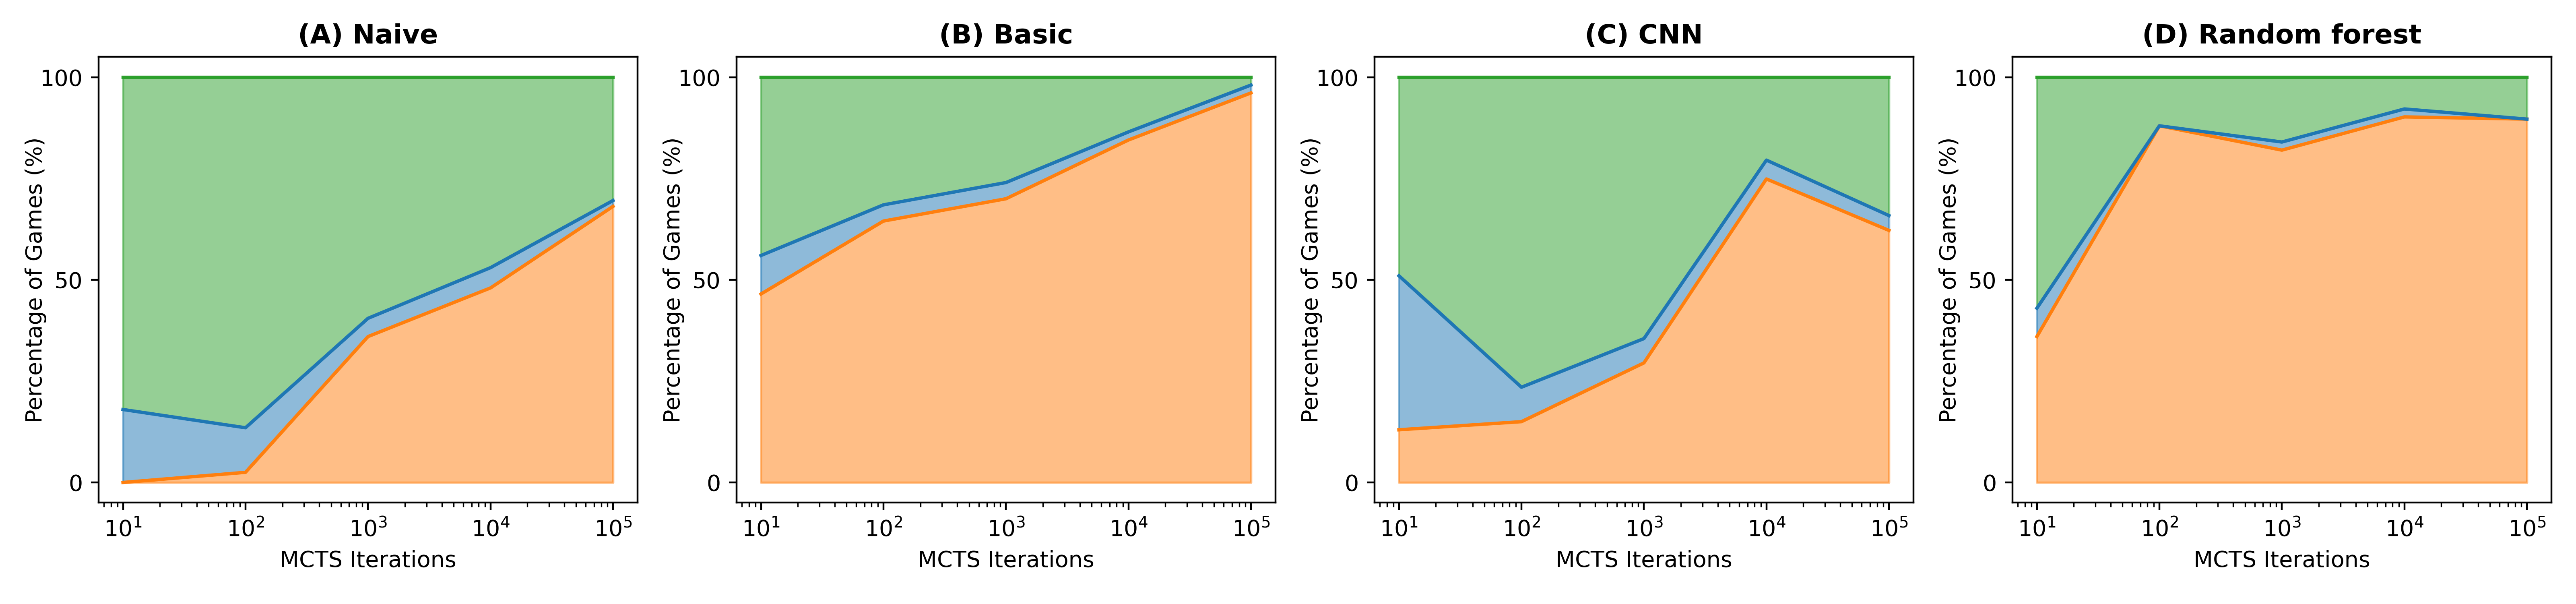 (A) Naive
Percentage of Games (%)
100
50
0
10¹ 10² 10³ 10⁴ 10⁵
MCTS Iterations
(B) Basic
Percentage of Games (%)
100
50
0
10¹ 10² 10³ 10⁴ 10⁵
MCTS Iterations
(C) CNN
Percentage of Games (%)
100
50
0
10¹ 10² 10³ 10⁴ 10⁵
MCTS Iterations
(D) Random forest
Percentage of Games (%)
100
50
0
10¹ 10² 10³ 10⁴ 10⁵
MCTS Iterations